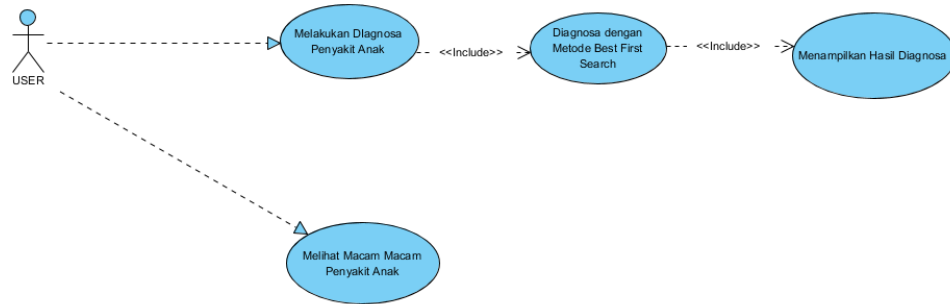 USER
Melakukan DIagnosa
Penyakit Anak
<<Include>>
Diagnosa dengan
Metode Best First
Search
<<Include>>
Menampilkan Hasil Diagnosa
Melihat Macam Macam
Penyakit Anak